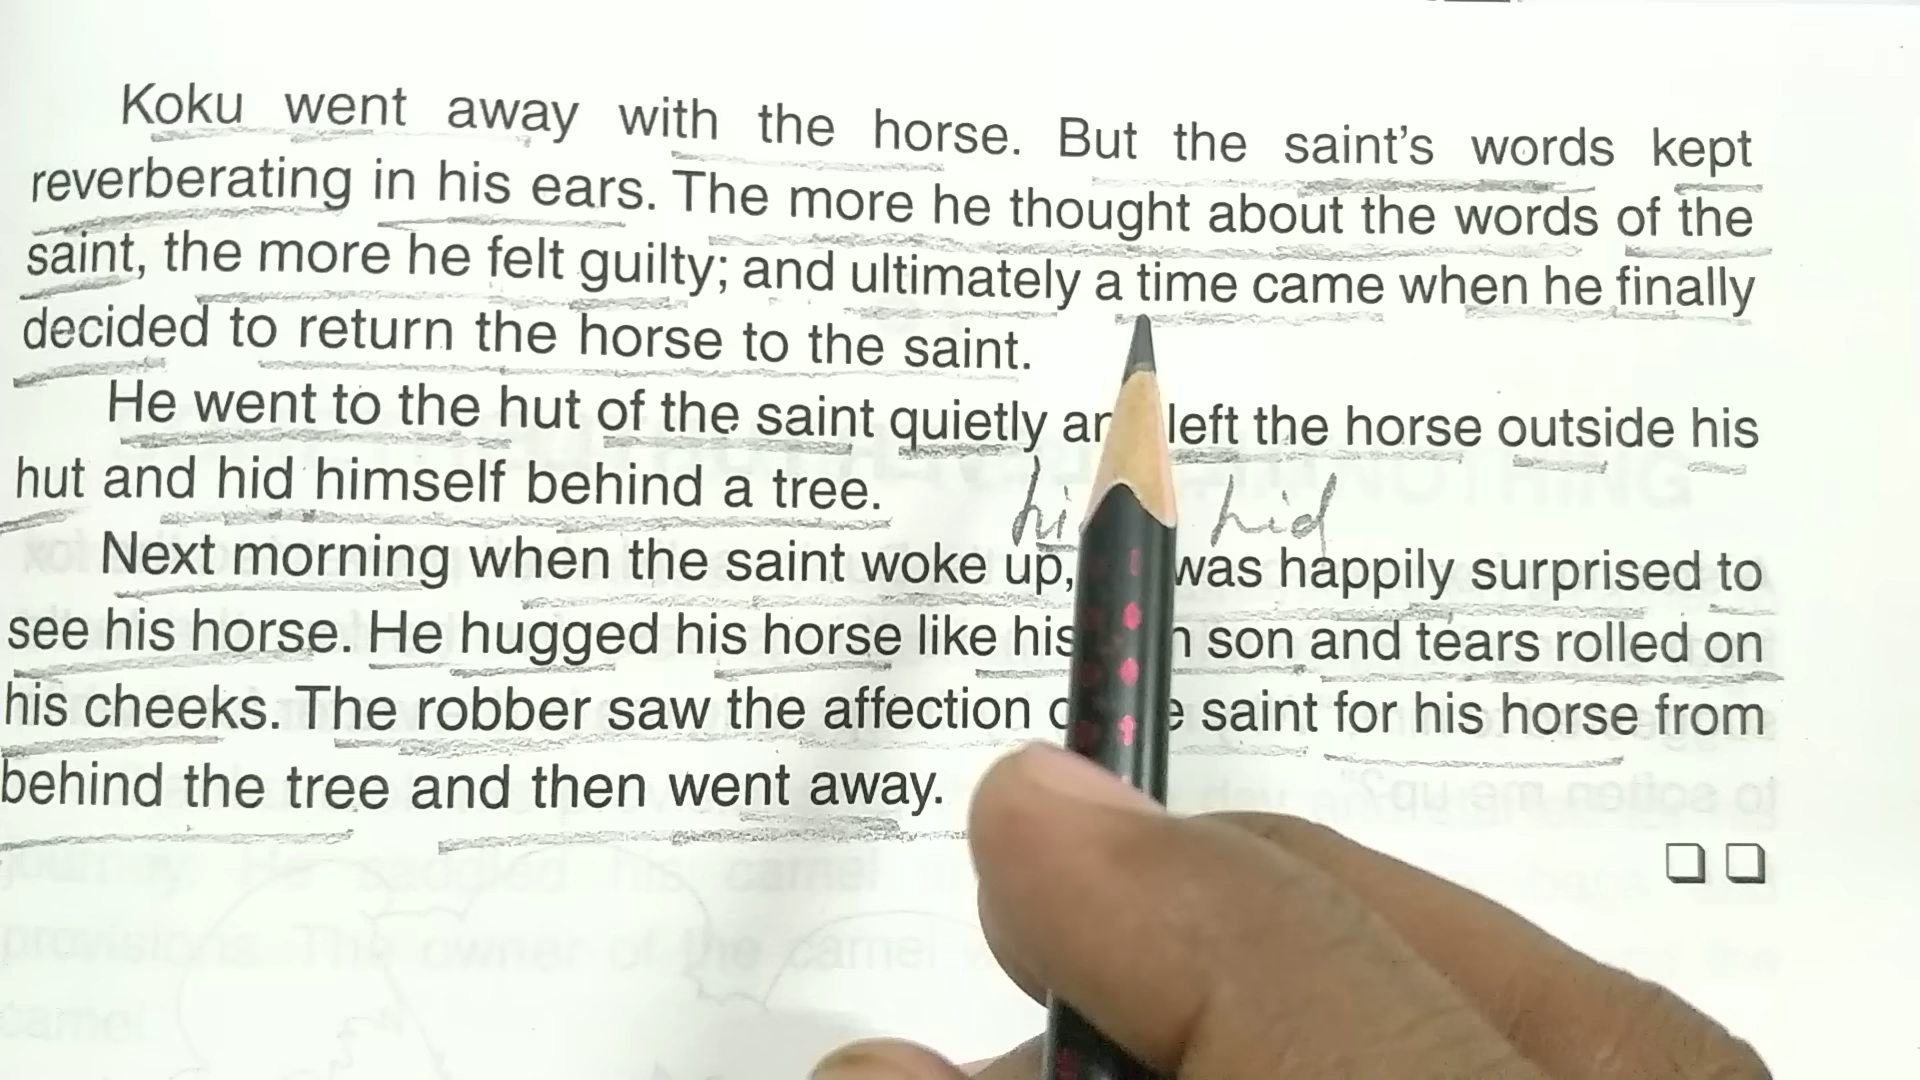 Koku went away with the horse. But the saint's words kept
reverberating in his ears. The more he thought about the words of the
saint, the more he felt guilty; and ultimately a time came when he finally
decided to return the horse to the saint.
He went to the hut of the saint quietly left the horse outside his
hut and hid himself behind a tree.
hid
Next morning when the saint woke up, was happily surprised to
see his horse. He hugged his horse like his son and tears rolled on
his cheeks. The robber saw the affection saint for his horse from
behind the tree and then went away.